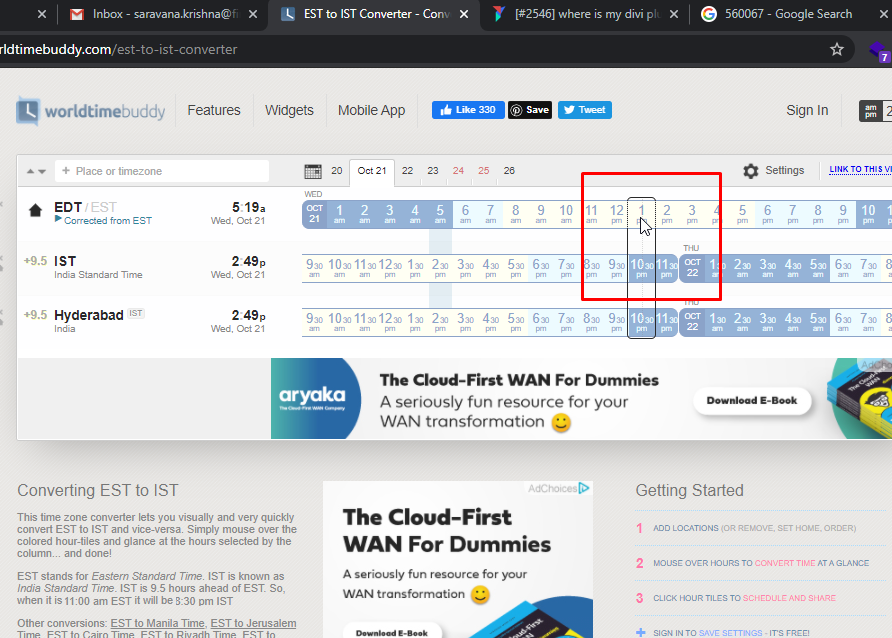 Inbox - saravana.krishna@f
EST to IST Converter - Conv
[#2546] where is my divi plu
560067 - Google Search
rldtimebuddy.com/est-to-ist-converter
7
worldtimebuddy
Features
Widgets
Mobile App
Like 330
Save
Tweet
Sign In
am
pm
2
+ Place or timezone
20
Oct 21
22
23
24
25
26
Settings
LINK TO THIS VI
WED
EDT / EST
5:19a
Corrected from EST
Wed, Oct 21
OCT 21
1 am 2 am 3 am 4 am 5 am 6 am 7 am 8 am 9 am 10 am 11 am 12 pm 1 pm 2 pm 3 pm 4 pm 5 pm 6 pm 7 pm 8 pm 9 pm 10 pm
THU
+9.5
IST
2:49p
India Standard Time
Wed, Oct 21
9 30 am 10 30 am 11 30 am 12 30 pm 1 30 pm 2 30 pm 3 30 pm 4 30 pm 5 30 pm 6 30 pm 7 30 pm 8 30 pm 9 30 pm 10 30 pm 11 30 pm OCT 22 1 30 am 2 30 am 3 30 am 4 30 am 5 30 am 6 30 am 7 30 am
THU
+9.5
Hyderabad IST
2:49p
India
Wed, Oct 21
9 30 am 10 30 am 11 30 am 12 30 pm 1 30 pm 2 30 pm 3 30 pm 4 30 pm 5 30 pm 6 30 pm 7 30 pm 8 30 pm 9 30 pm 10 30 pm 11 30 pm OCT 22 1 30 am 2 30 am 3 30 am 4 30 am 5 30 am 6 30 am 7 30 am
aryaka
The Cloud-First WAN Company
The Cloud-First WAN For Dummies
A seriously fun resource for your
WAN transformation 🙂
Download E-Book
Converting EST to IST
This time zone converter lets you visually and very quickly
convert EST to IST and vice-versa. Simply mouse over the
colored hour-tiles and glance at the hours selected by the
column... and done!
EST stands for Eastern Standard Time. IST is known as
India Standard Time. IST is 9.5 hours ahead of EST. So,
when it is 11:00 am EST it will be 8:30 pm IST
Other conversions: EST to Manila Time, EST to Jerusalem
Time, EST to Cairo Time, EST to Riyadh Time, EST to
AdChoices
The Cloud-First
WAN For Dummies
A seriously fun resource for your
WAN transformation 🙂
Download E-Book
Getting Started
1 ADD LOCATIONS (OR REMOVE, SET HOME, ORDER)
2 MOUSE OVER HOURS TO CONVERT TIME AT A GLANCE
3 CLICK HOUR TILES TO SCHEDULE AND SHARE
+ SIGN IN TO SAVE SETTINGS - IT'S FREE!